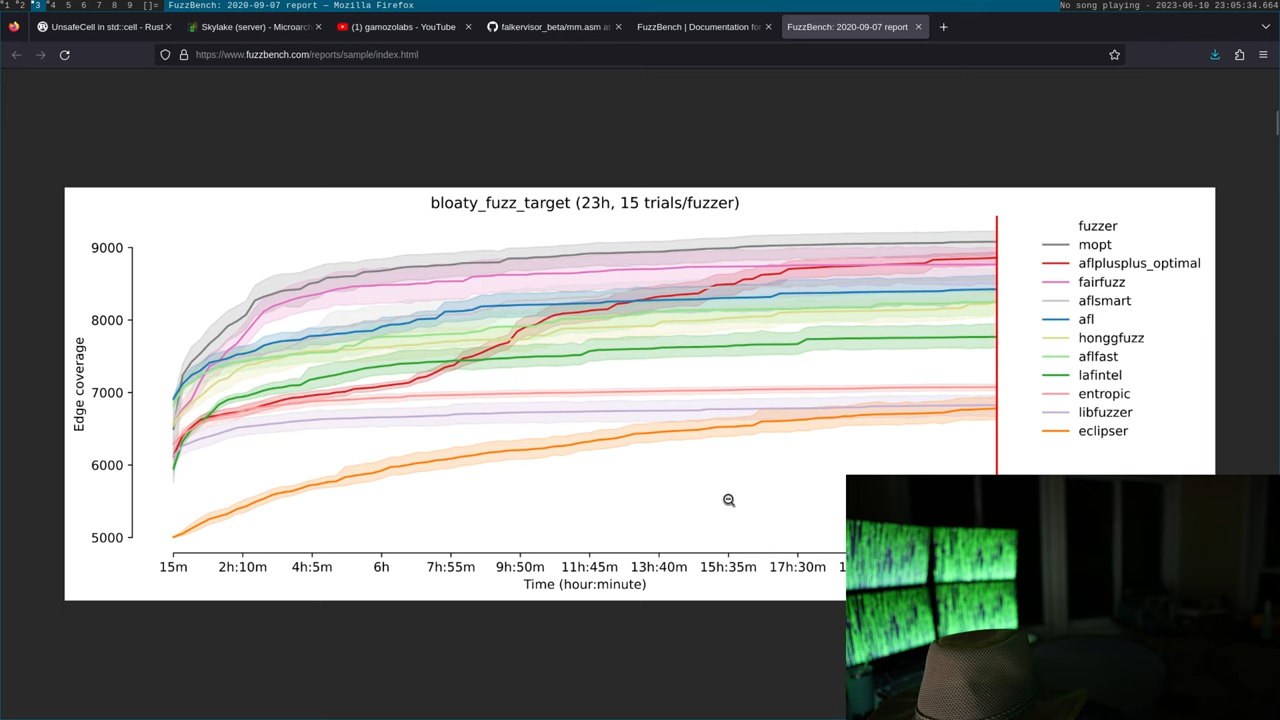 1 2 3 4 5 6 7 8 9 []= FuzzBench: 2020-09-07 report — Mozilla Firefox No song playing - 2023-06-10 23:05:34.664
UnsafeCell in std::cell - Rust Skylake (server) - Microarch (1) gamozolabs - YouTube falkervisor_beta/mm.asm at FuzzBench | Documentation for FuzzBench: 2020-09-07 report
https://www.fuzzbench.com/reports/sample/index.html
bloaty_fuzz_target (23h, 15 trials/fuzzer)
Edge coverage
9000
8000
7000
6000
5000
15m 2h:10m 4h:5m 6h 7h:55m 9h:50m 11h:45m 13h:40m 15h:35m 17h:30m
Time (hour:minute)
fuzzer
mopt
aflplusplus_optimal
fairfuzz
aflsmart
afl
honggfuzz
aflfast
lafintel
entropic
libfuzzer
eclipser